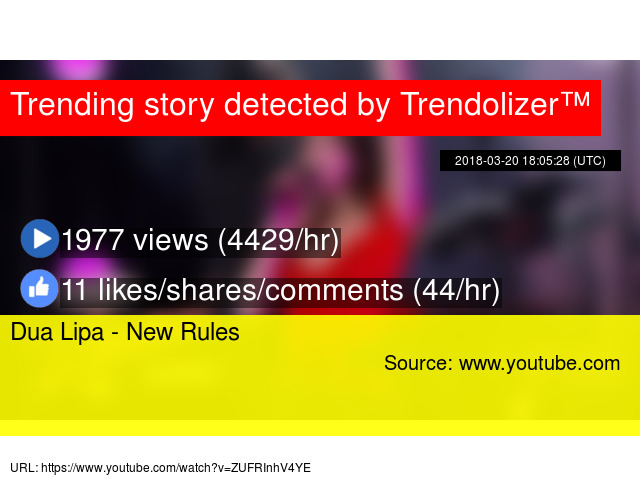 Trending story detected by Trendolizer™
2018-03-20 18:05:28 (UTC)
1977 views (4429/hr)
11 likes/shares/comments (44/hr)
Dua Lipa - New Rules
Source: www.youtube.com
URL: https://www.youtube.com/watch?v=ZUFRInhV4YE